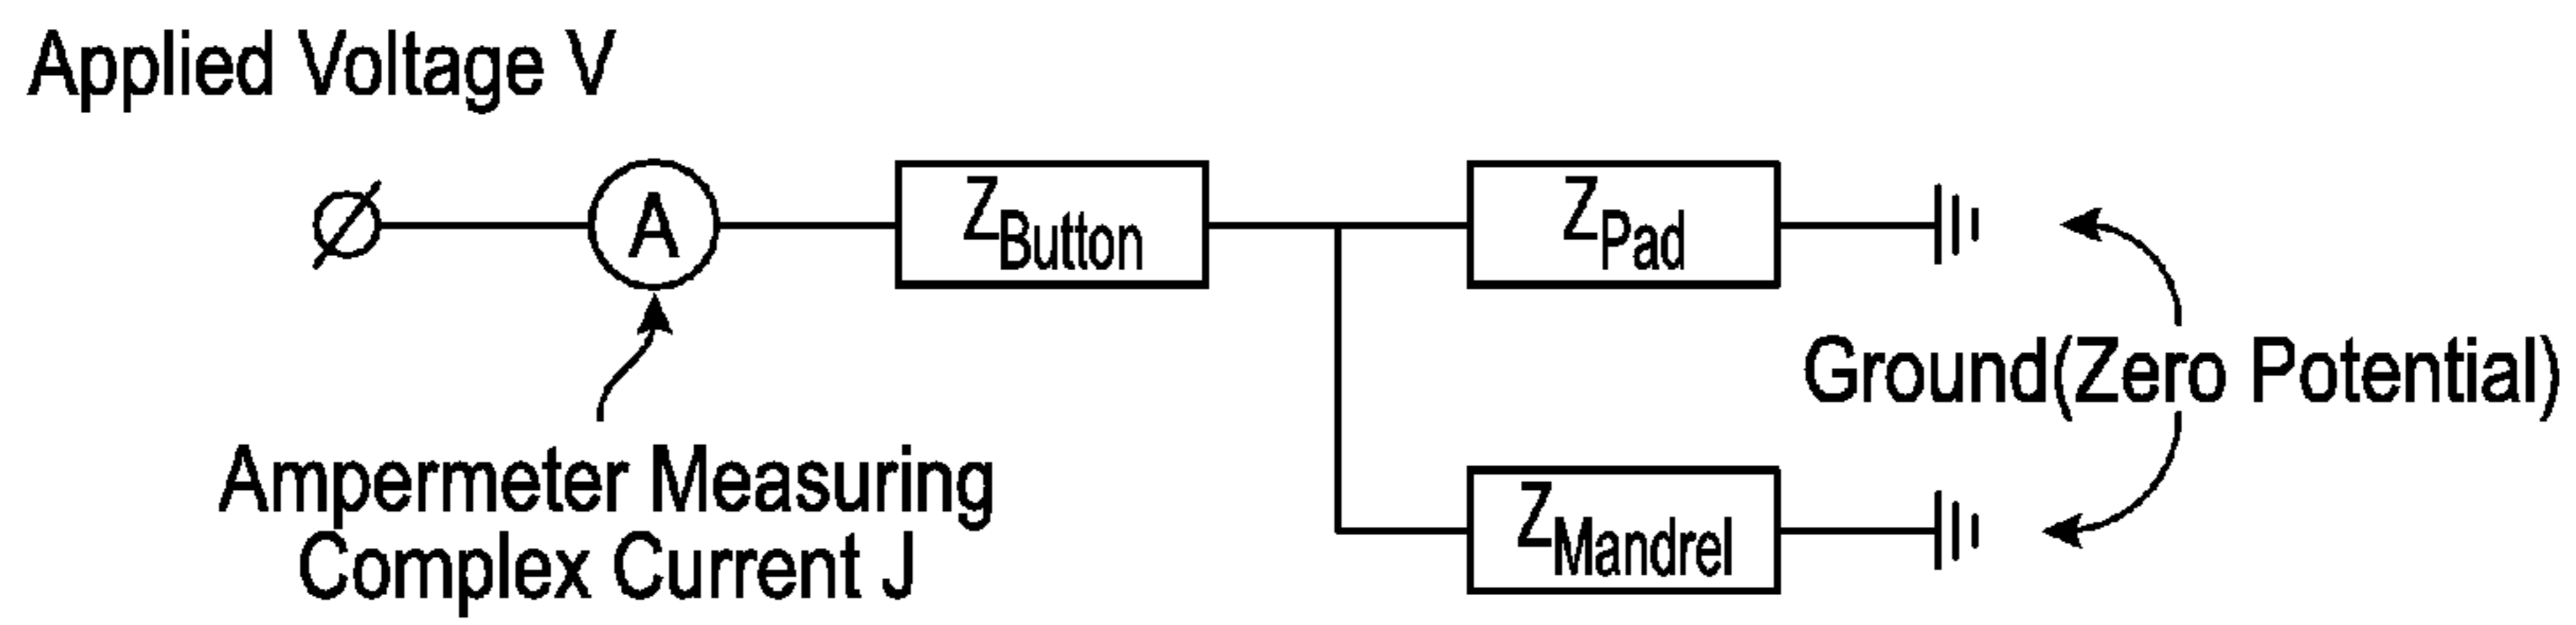 Applied Voltage V
A
Z_Button
Z_Pad
Ground(Zero Potential)
Ampermeter Measuring
Complex Current J
Z_Mandrel